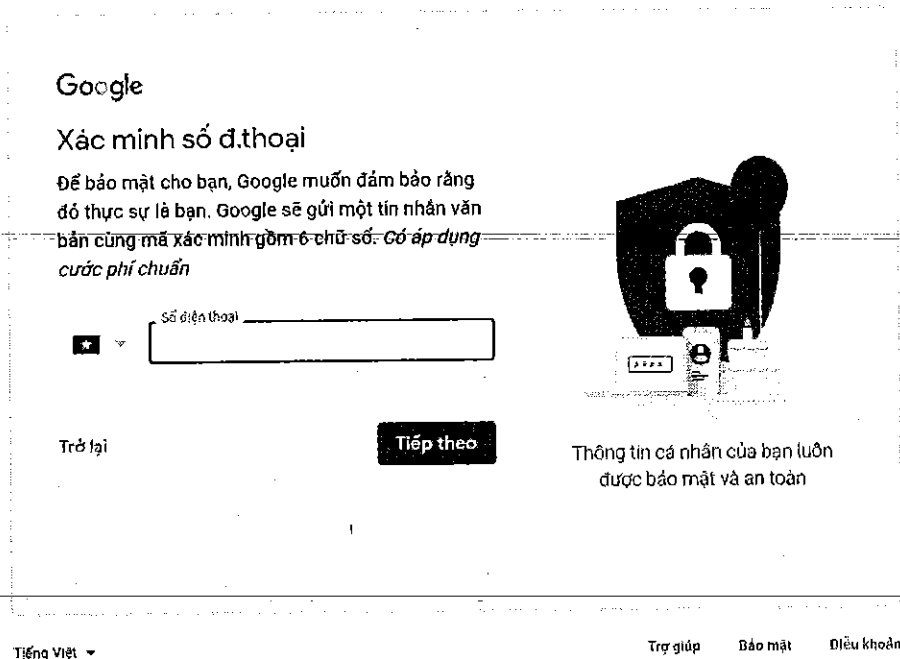 Google
Xác minh số đ.thoại
Để bảo mật cho bạn, Google muốn đảm bảo rằng
đó thực sự là bạn. Google sẽ gửi một tin nhắn văn
bản cùng mã xác minh gồm 6 chữ số. Có áp dụng
cước phí chuẩn
Số điện thoại
Trở lại
Tiếp theo
Thông tin cá nhân của bạn luôn
được bảo mật và an toàn
Tiếng Việt
Trợ giúp Bảo mật Điều khoản